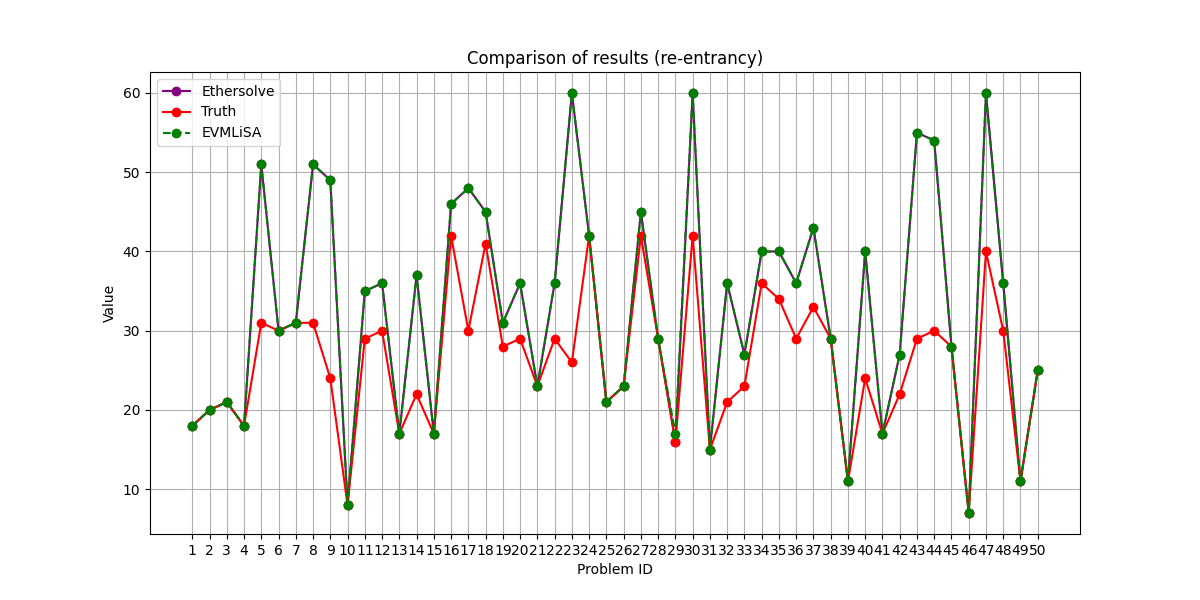 Comparison of results (re-entrancy)
Ethersolve
Truth
EVMLiSA
Value
60
50
40
30
20
10
1 2 3 4 5 6 7 8 9 10 11 12 13 14 15 16 17 18 19 20 21 22 23 24 25 26 27 28 29 30 31 32 33 34 35 36 37 38 39 40 41 42 43 44 45 46 47 48 49 50
Problem ID